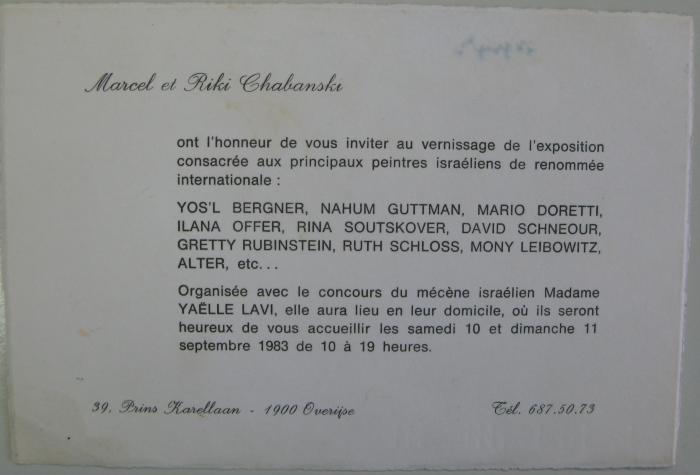 Marcel et Riki Chabanski
ont l'honneur de vous inviter au vernissage de l'exposition
consacrée aux principaux peintres israéliens de renommée
internationale :
YOS'L BERGNER, NAHUM GUTTMAN, MARIO DORETTI,
ILANA OFFER, RINA SOUTSKOVER, DAVID SCHNEOUR,
GRETTY RUBINSTEIN, RUTH SCHLOSS, MONY LEIBOWITZ,
ALTER, etc...
Organisée avec le concours du mécène israélien Madame
YAËLLE LAVI, elle aura lieu en leur domicile, où ils seront
heureux de vous accueillir les samedi 10 et dimanche 11
septembre 1983 de 10 à 19 heures.
39, Prins Karellaan - 1900 Overijse
Tél. 687.50.73